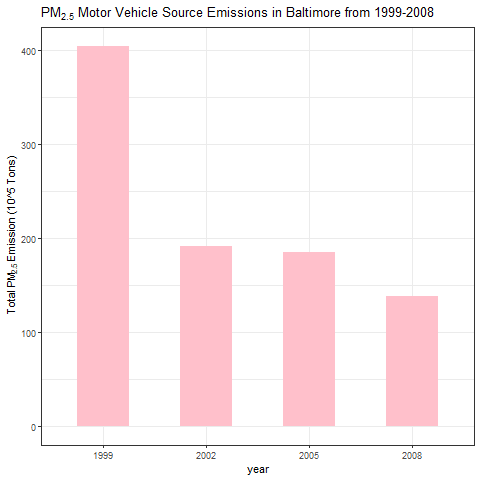 PM2.5 Motor Vehicle Source Emissions in Baltimore from 1999-2008
Total PM2.5 Emission (10^5 Tons)
400
300
200
100
0
1999 2002 2005 2008
year